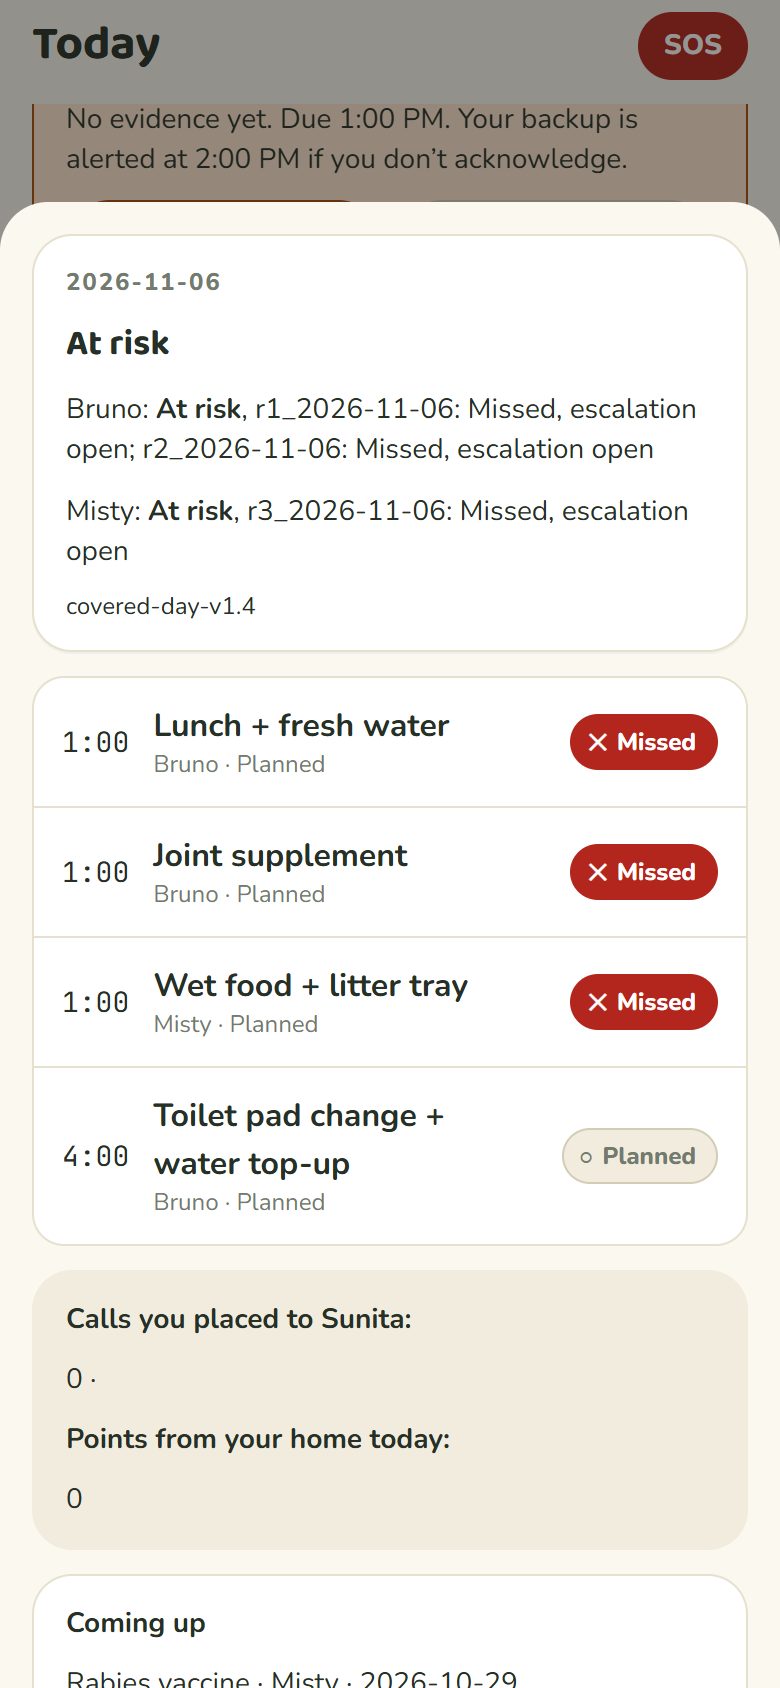 Today
SOS
No evidence yet. Due 1:00 PM. Your backup is
alerted at 2:00 PM if you don’t acknowledge.
2026-11-06
At risk
Bruno: At risk, r1_2026-11-06: Missed, escalation
open; r2_2026-11-06: Missed, escalation open
Misty: At risk, r3_2026-11-06: Missed, escalation
open
covered-day-v1.4
1:00
Lunch + fresh water
Bruno · Planned
✕ Missed
1:00
Joint supplement
Bruno · Planned
✕ Missed
1:00
Wet food + litter tray
Misty · Planned
✕ Missed
4:00
Toilet pad change +
water top-up
Bruno · Planned
○ Planned
Calls you placed to Sunita:
0 ·
Points from your home today:
0
Coming up
Rabies vaccine · Misty · 2026-10-29